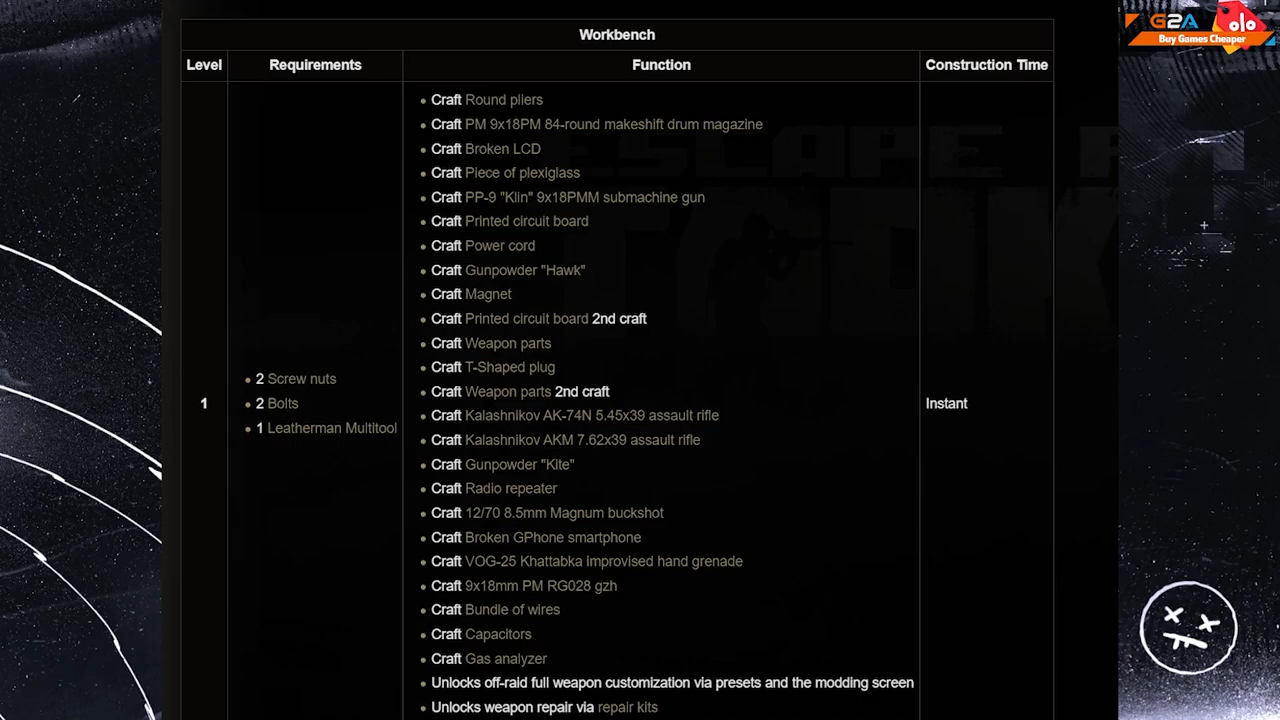 G2A
olo
Buy Games Cheaper
Workbench
Level Requirements Function Construction Time
Craft Round pliers
Craft PM 9x18PM 84-round makeshift drum magazine
Craft Broken LCD
Craft Piece of plexiglass
Craft PP-9 "Klin" 9x18PMM submachine gun
Craft Printed circuit board
Craft Power cord
Craft Gunpowder "Hawk"
Craft Magnet
Craft Printed circuit board 2nd craft
Craft Weapon parts
Craft T-Shaped plug
Craft Weapon parts 2nd craft
Craft Kalashnikov AK-74N 5.45x39 assault rifle
Craft Kalashnikov AKM 7.62x39 assault rifle
Craft Gunpowder "Kite"
Craft Radio repeater
Craft 12/70 8.5mm Magnum buckshot
Craft Broken GPhone smartphone
Craft VOG-25 Khattabka improvised hand grenade
Craft 9x18mm PM RG028 gzh
Craft Bundle of wires
Craft Capacitors
Craft Gas analyzer
Unlocks off-raid full weapon customization via presets and the modding screen
Unlocks weapon repair via repair kits
1
2 Screw nuts
2 Bolts
1 Leatherman Multitool
Instant
ESCAPE